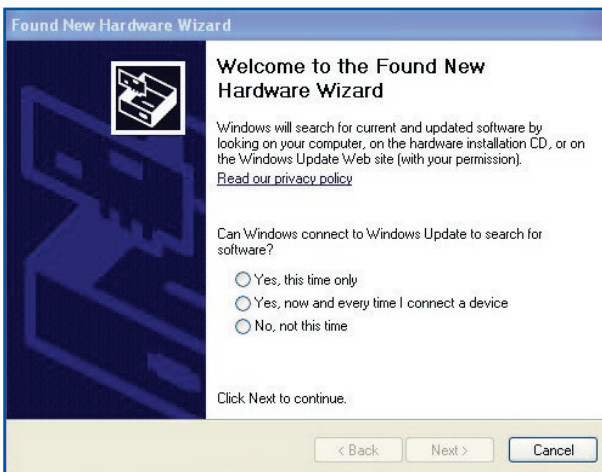 Found New Hardware Wizard
Welcome to the Found New
Hardware Wizard
Windows will search for current and updated software by
looking on your computer, on the hardware installation CD, or on
the Windows Update Web site (with your permission).
Read our privacy policy
Can Windows connect to Windows Update to search for
software?
Yes, this time only
Yes, now and every time I connect a device
No, not this time
Click Next to continue.
< Back Next > Cancel